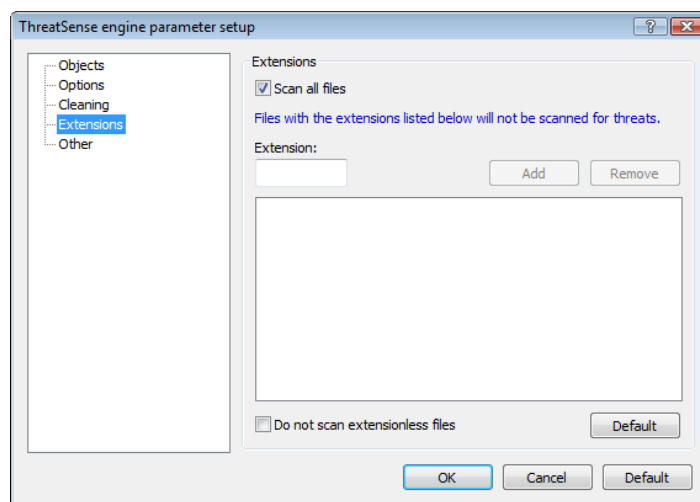 ThreatSense engine parameter setup
Objects
Options
Cleaning
Extensions
Other
Extensions
Scan all files
Files with the extensions listed below will not be scanned for threats.
Extension:
Add Remove
Do not scan extensionless files Default
OK Cancel Default